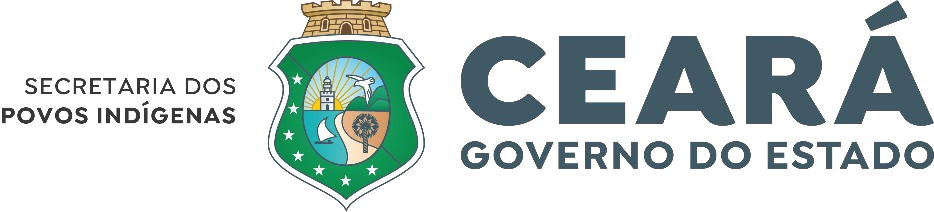 SECRETARIA DOS
POVOS INDÍGENAS
CEARÁ
GOVERNO DO ESTADO